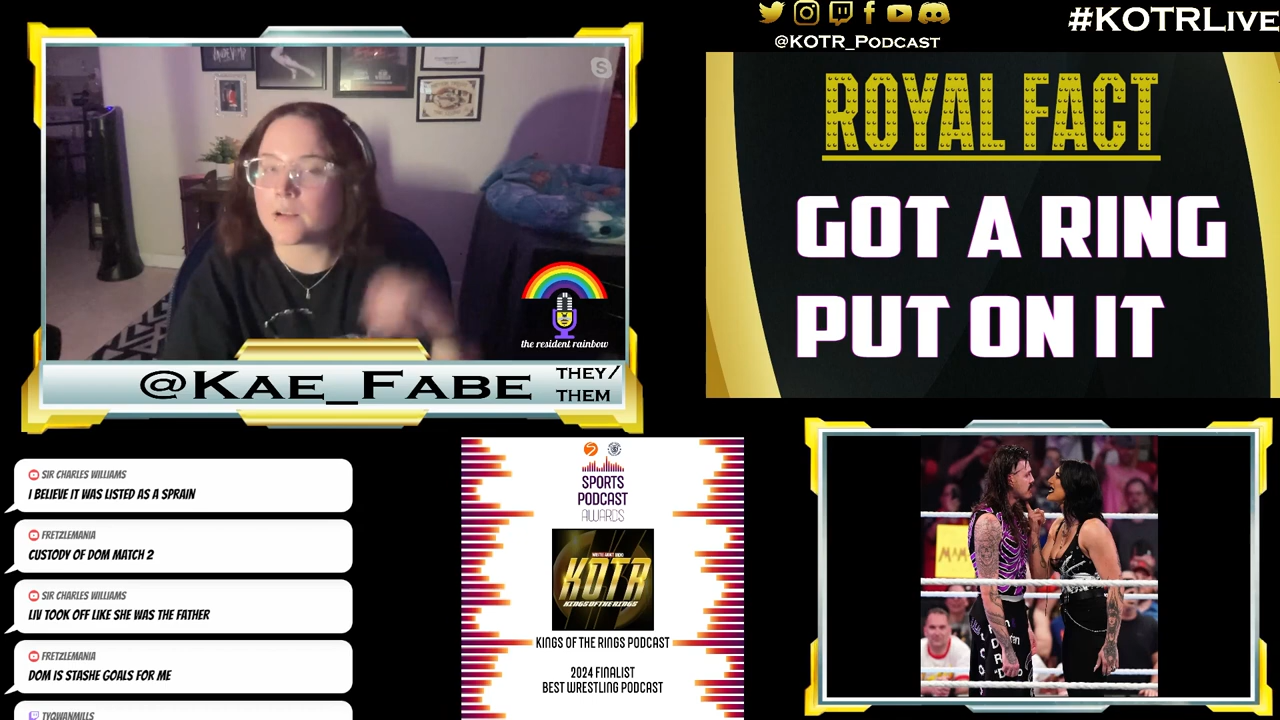 @KOTR_PODCAST
#KOTRLIVE
ROYAL FACT
GOT A RING
PUT ON IT
the resident rainbow
@KAE_FABE
THEY/
THEM
SIR CHARLES WILLIAMS
I BELIEVE IT WAS LISTED AS A SPRAIN
FRETZLEMANIA
CUSTODY OF DOM MATCH 2
SIR CHARLES WILLIAMS
LIV TOOK OFF LIKE SHE WAS THE FATHER
FRETZLEMANIA
DOM IS STASHE GOALS FOR ME
TYQWANMILLS
SPORTS
PODCAST
AWARDS
KOTR
KINGS OF THE RINGS
KINGS OF THE RINGS PODCAST
2024 FINALIST
BEST WRESTLING PODCAST